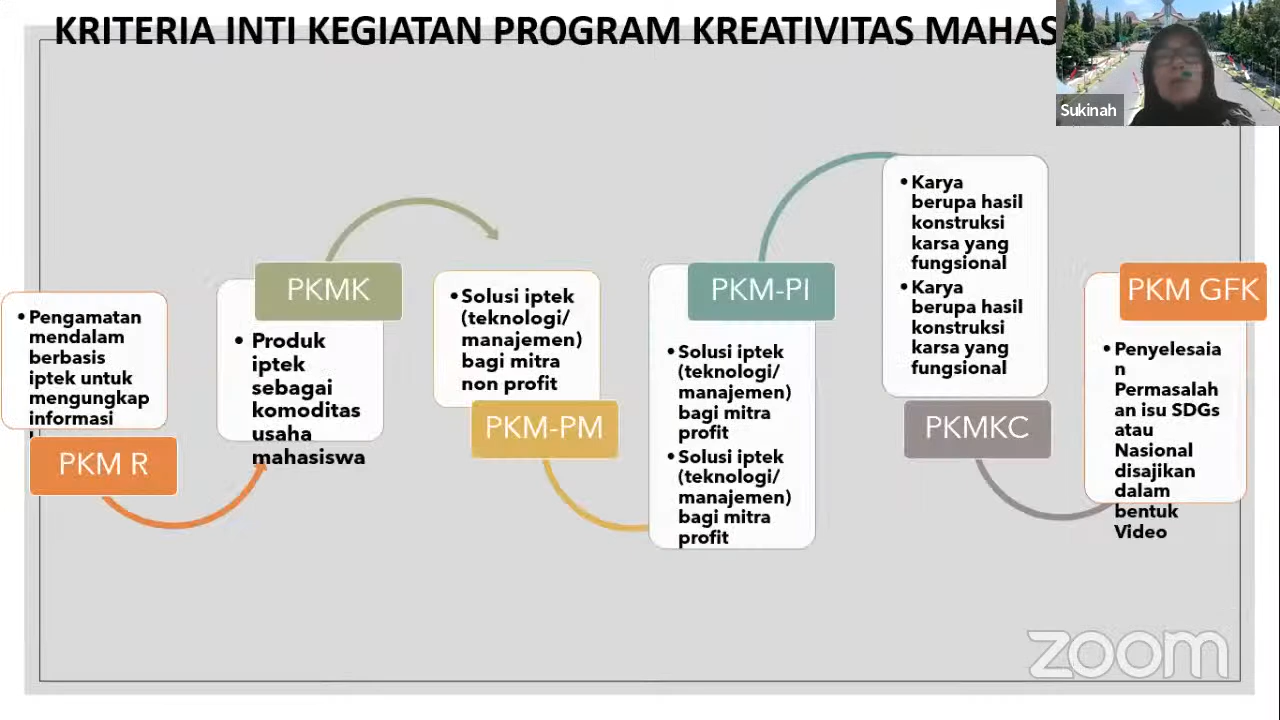 KRITERIA INTI KEGIATAN PROGRAM KREATIVITAS MAHAS
Sukinah
• Pengamatan
mendalam
berbasis
iptek untuk
mengungkap
informasi
PKM R
PKMK
• Produk
iptek
sebagai
komoditas
usaha
mahasiswa
• Solusi iptek
(teknologi/
manajemen)
bagi mitra
non profit
PKM-PM
PKM-PI
• Solusi iptek
(teknologi/
manajemen)
bagi mitra
profit
• Solusi iptek
(teknologi/
manajemen)
bagi mitra
profit
• Karya
berupa hasil
konstruksi
karsa yang
fungsional
• Karya
berupa hasil
konstruksi
karsa yang
fungsional
PKMKC
PKM GFK
• Penyelesaia
n
Permasalah
an isu SDGs
atau
Nasional
disajikan
dalam
bentuk
Video
zoom